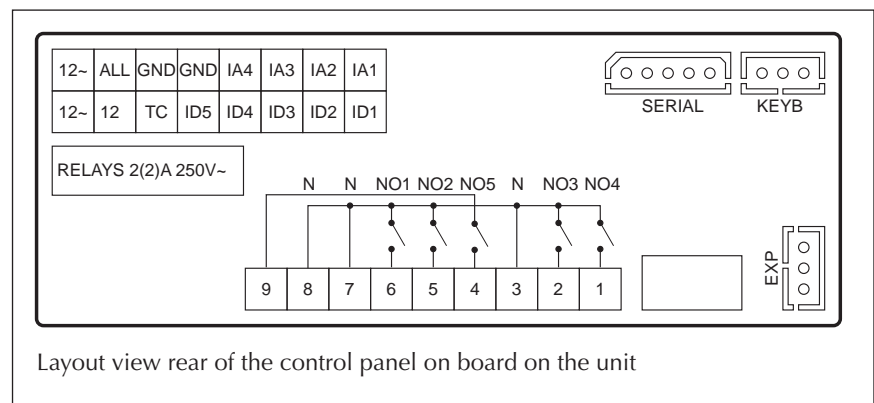 12~ ALL GND GND IA4 IA3 IA2 IA1
12~ 12 TC ID5 ID4 ID3 ID2 ID1
SERIAL KEYB
RELAYS 2(2)A 250V~
N N NO1 NO2 NO5 N NO3 NO4
EXP
9 8 7 6 5 4 3 2 1
Layout view rear of the control panel on board on the unit